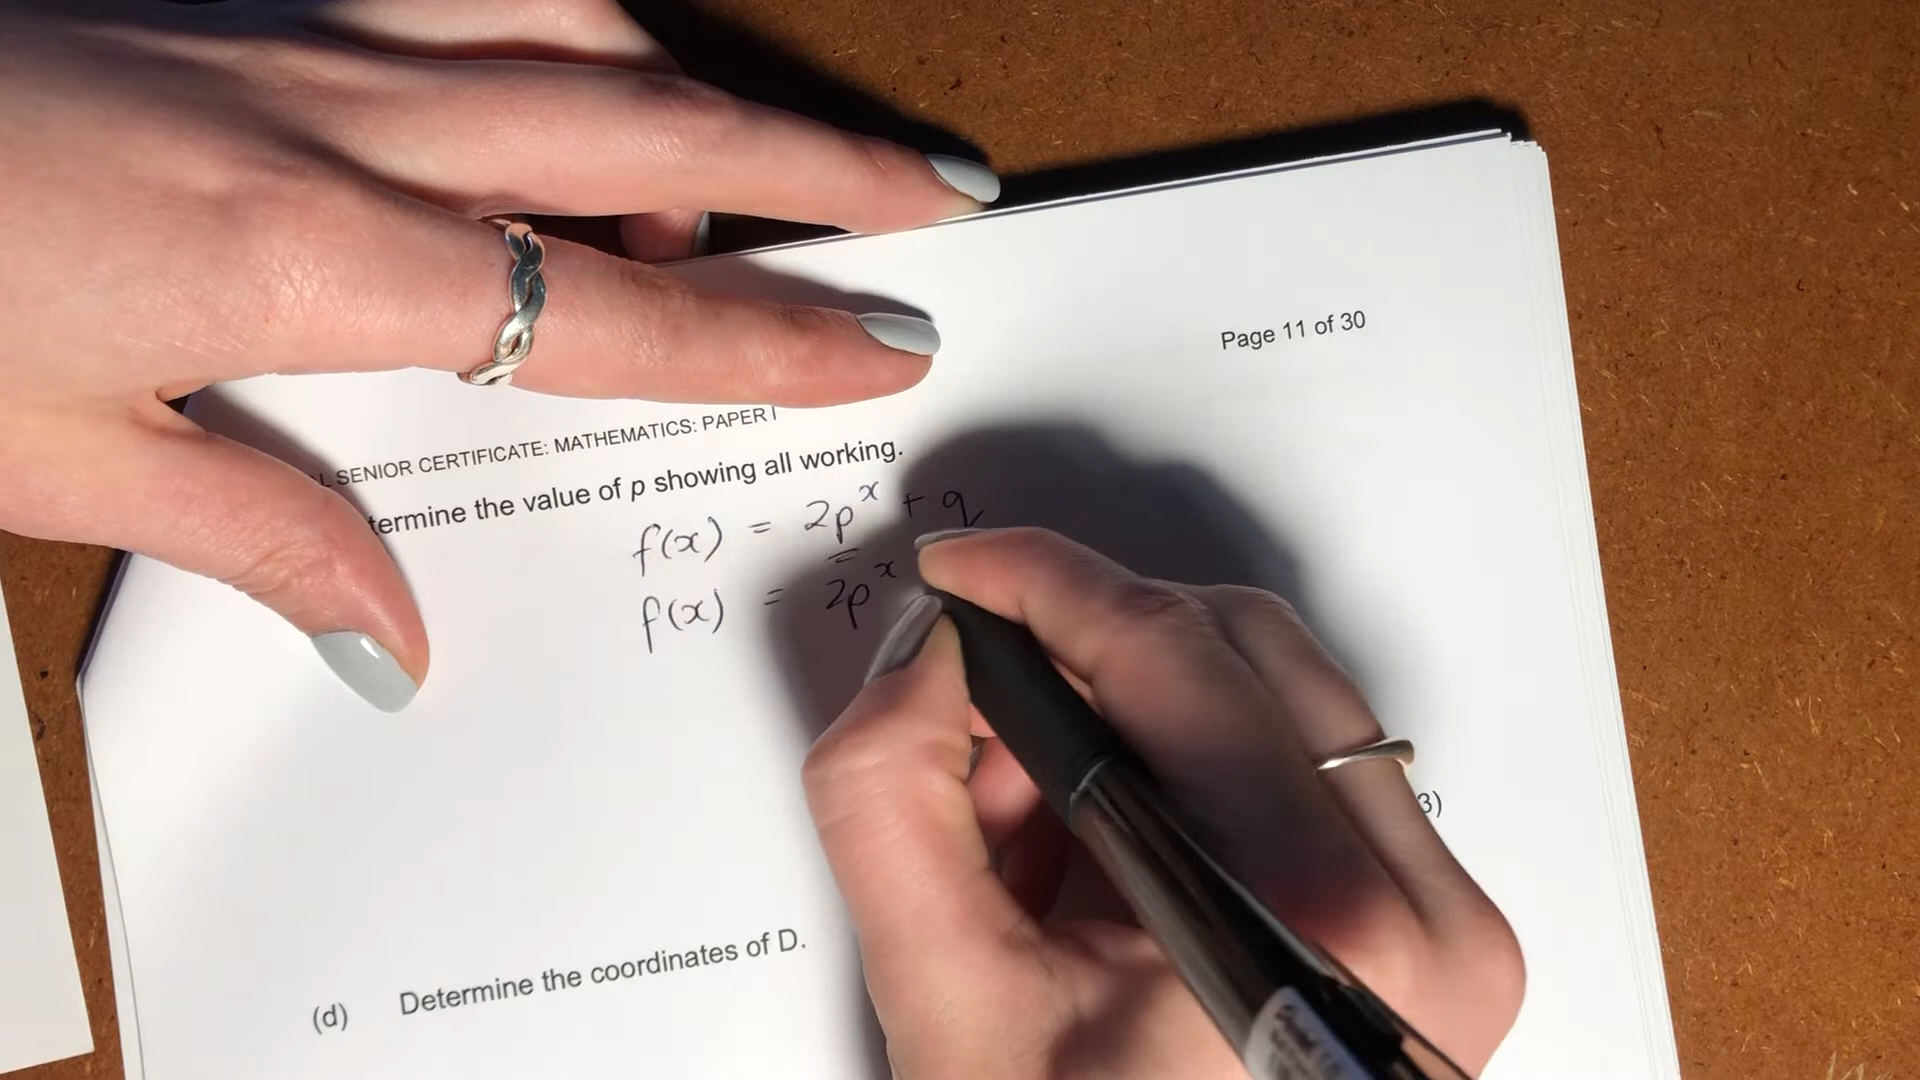 Page 11 of 30
SENIOR CERTIFICATE: MATHEMATICS: PAPER I
termine the value of p showing all working.
f(x) = 2p^x + q
f(x) = 2p^x
3)
(d) Determine the coordinates of D.